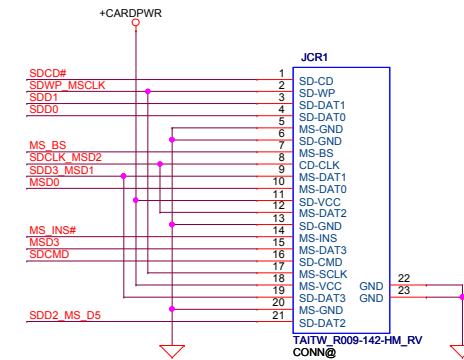 +CARDPWR
JCR1
SDCD# 1 SD-CD
SDWP_MSCLK 2 SD-WP
SDD1 3 SD-DAT1
SDD0 4 SD-DAT0
5 MS-GND
6 SD-GND
MS_BS 7 MS-BS
SDCLK_MSD2 8 CD-CLK
SDD3_MSD1 9 MS-DAT1
MSD0 10 MS-DAT0
11 SD-VCC
12 MS-DAT2
13 SD-GND
MS_INS# 14 MS-INS
MSD3 15 MS-DAT3
SDCMD 16 SD-CMD
17 MS-SCLK
18 MS-VCC GND 22
19 SD-DAT3 GND 23
20 MS-GND
SDD2_MS_D5 21 SD-DAT2
TAITW_R009-142-HM_RV
CONN@